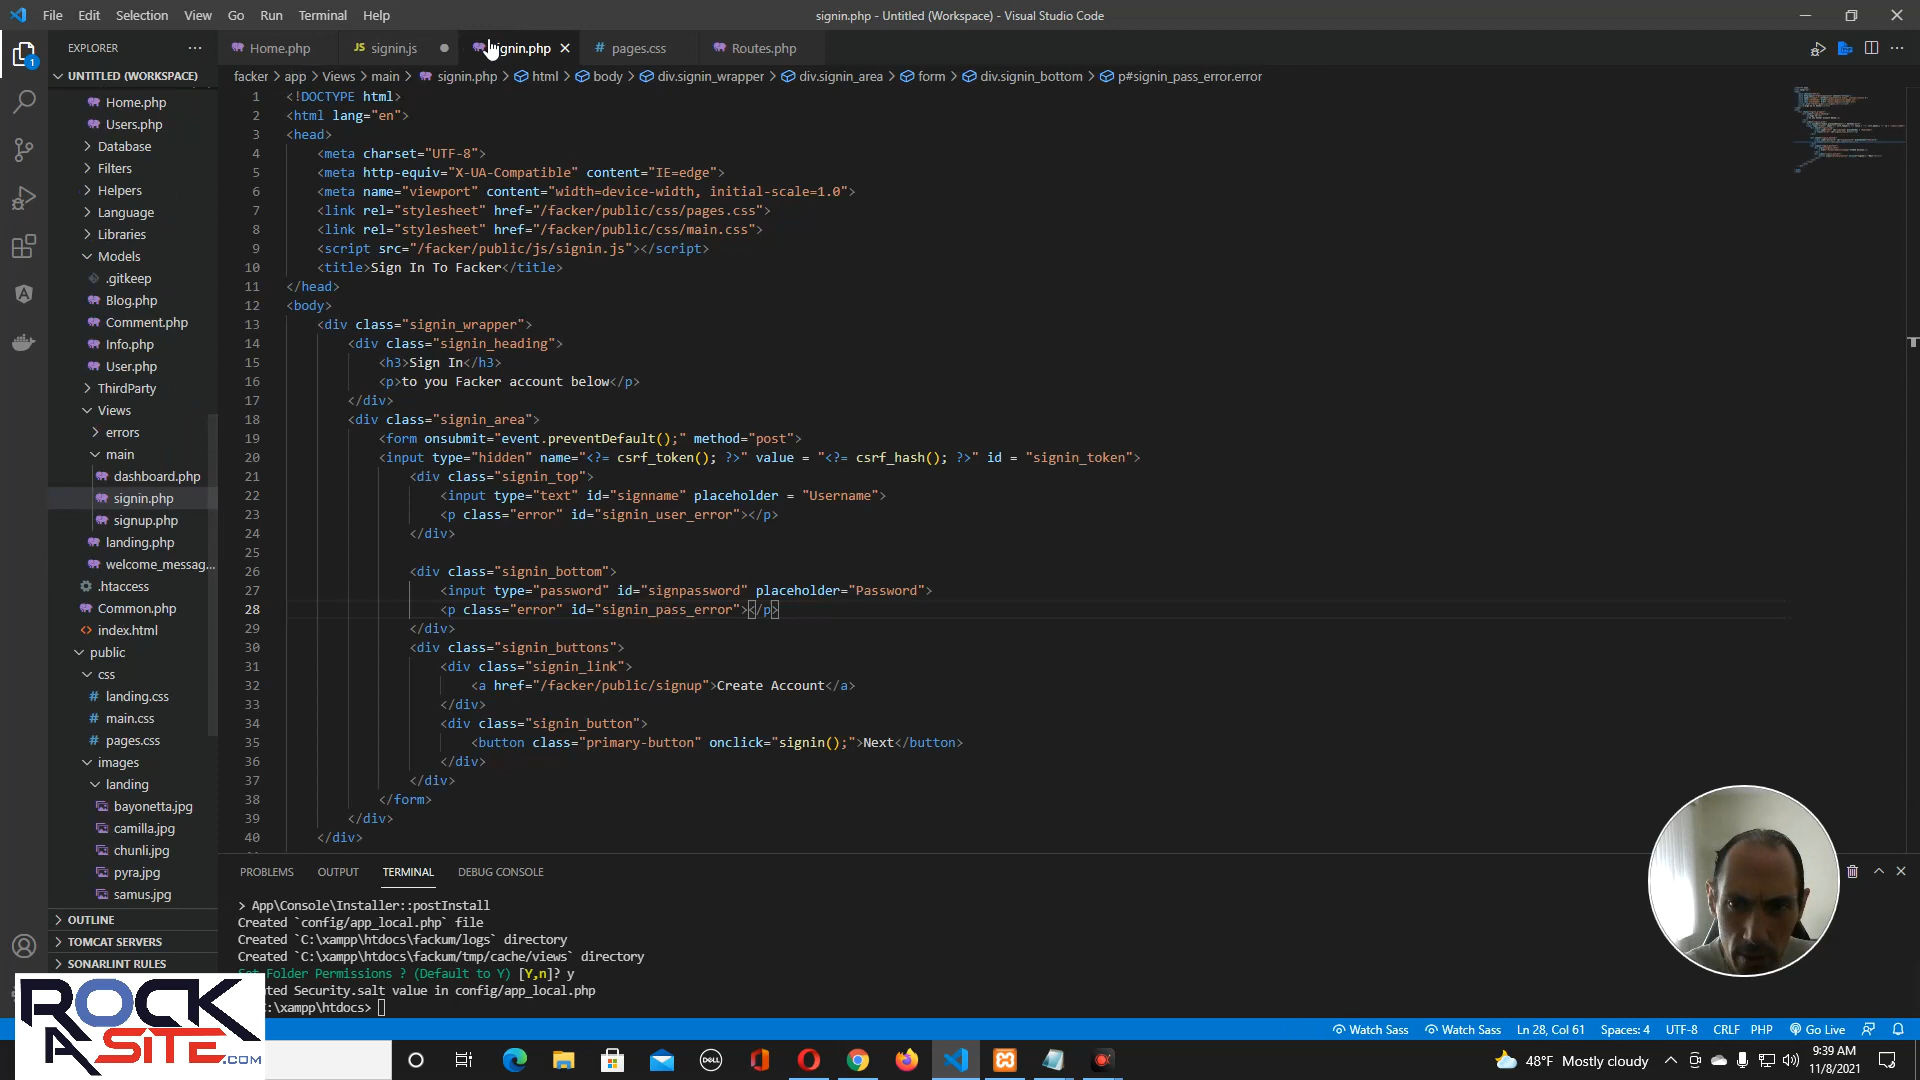 File Edit Selection View Go Run Terminal Help
signin.php - Untitled (Workspace) - Visual Studio Code
EXPLORER
Home.php
JS signin.js
signin.php
# pages.css
Routes.php
1
UNTITLED (WORKSPACE)
facker > app > Views > main > signin.php > html > body > div.signin_wrapper > div.signin_area > form > div.signin_bottom > p#signin_pass_error.error
Home.php
Users.php
Database
Filters
Helpers
Language
Libraries
Models
.gitkeep
Blog.php
Comment.php
Info.php
User.php
ThirdParty
Views
errors
main
dashboard.php
signin.php
signup.php
landing.php
welcome_messag...
.htaccess
Common.php
index.html
public
css
# landing.css
# main.css
# pages.css
images
landing
bayonetta.jpg
camilla.jpg
chunli.jpg
pyra.jpg
samus.jpg
OUTLINE
TOMCAT SERVERS
SONARLINT RULES
1 <!DOCTYPE html>
2 <html lang="en">
3 <head>
4 <meta charset="UTF-8">
5 <meta http-equiv="X-UA-Compatible" content="IE=edge">
6 <meta name="viewport" content="width=device-width, initial-scale=1.0">
7 <link rel="stylesheet" href="/facker/public/css/pages.css">
8 <link rel="stylesheet" href="/facker/public/css/main.css">
9 <script src="/facker/public/js/signin.js"></script>
10 <title>Sign In To Facker</title>
11 </head>
12 <body>
13 <div class="signin_wrapper">
14 <div class="signin_heading">
15 <h3>Sign In</h3>
16 <p>to you Facker account below</p>
17 </div>
18 <div class="signin_area">
19 <form onsubmit="event.preventDefault();" method="post">
20 <input type="hidden" name="<?= csrf_token(); ?>" value = "<?= csrf_hash(); ?>" id = "signin_token">
21 <div class="signin_top">
22 <input type="text" id="signname" placeholder = "Username">
23 <p class="error" id="signin_user_error"></p>
24 </div>
25
26 <div class="signin_bottom">
27 <input type="password" id="signpassword" placeholder="Password">
28 <p class="error" id="signin_pass_error"></p>
29 </div>
30 <div class="signin_buttons">
31 <div class="signin_link">
32 <a href="/facker/public/signup">Create Account</a>
33 </div>
34 <div class="signin_button">
35 <button class="primary-button" onclick="signin();">Next</button>
36 </div>
37 </div>
38 </form>
39 </div>
40 </div>
PROBLEMS OUTPUT TERMINAL DEBUG CONSOLE
> App\Console\Installer::postInstall
Created `config/app_local.php` file
Created `C:\xampp\htdocs\fackum/logs` directory
Created `C:\xampp\htdocs\fackum/tmp/cache/views` directory
Folder Permissions ? (Default to Y) [Y,n]? y
Security.salt value in config/app_local.php
:\xampp\htdocs>
ROCK
A SITE.COM
Watch Sass Watch Sass Ln 28, Col 61 Spaces: 4 UTF-8 CRLF PHP Go Live
DELL
48°F Mostly cloudy
9:39 AM
11/8/2021